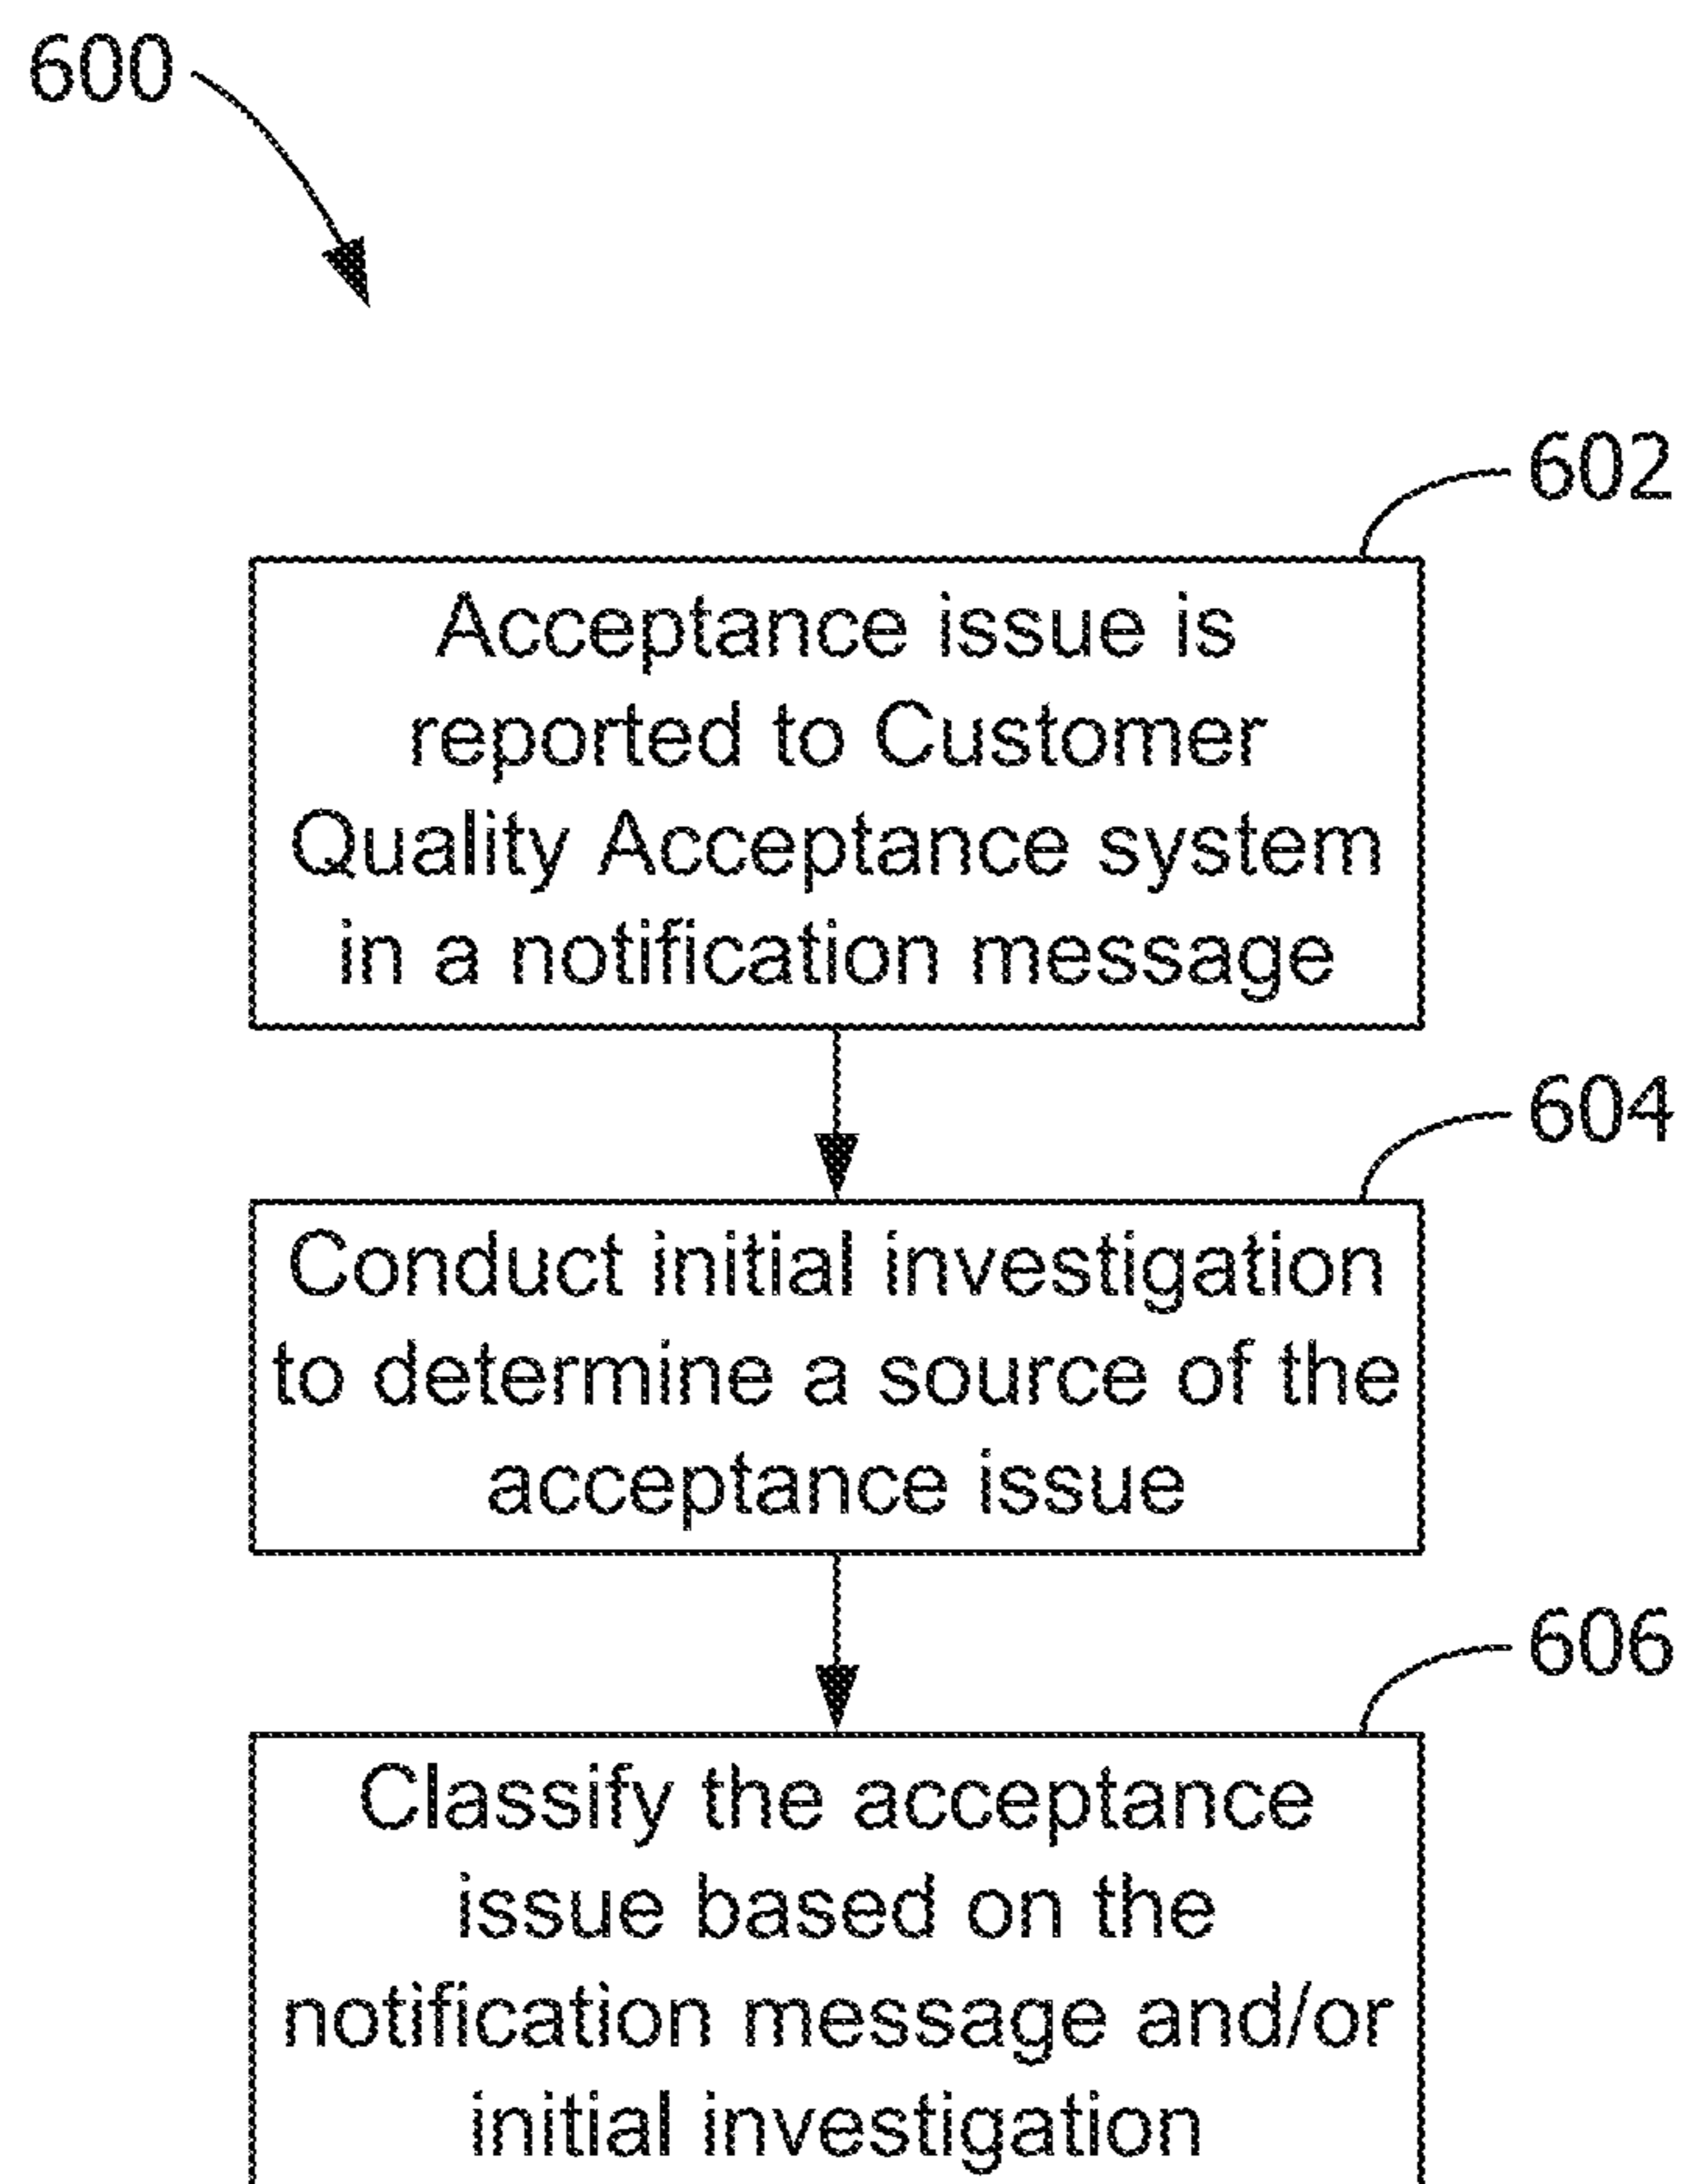 600
602
Acceptance issue is
reported to Customer
Quality Acceptance system
in a notification message
604
Conduct initial investigation
to determine a source of the
acceptance issue
606
Classify the acceptance
issue based on the
notification message and/or
initial investigation